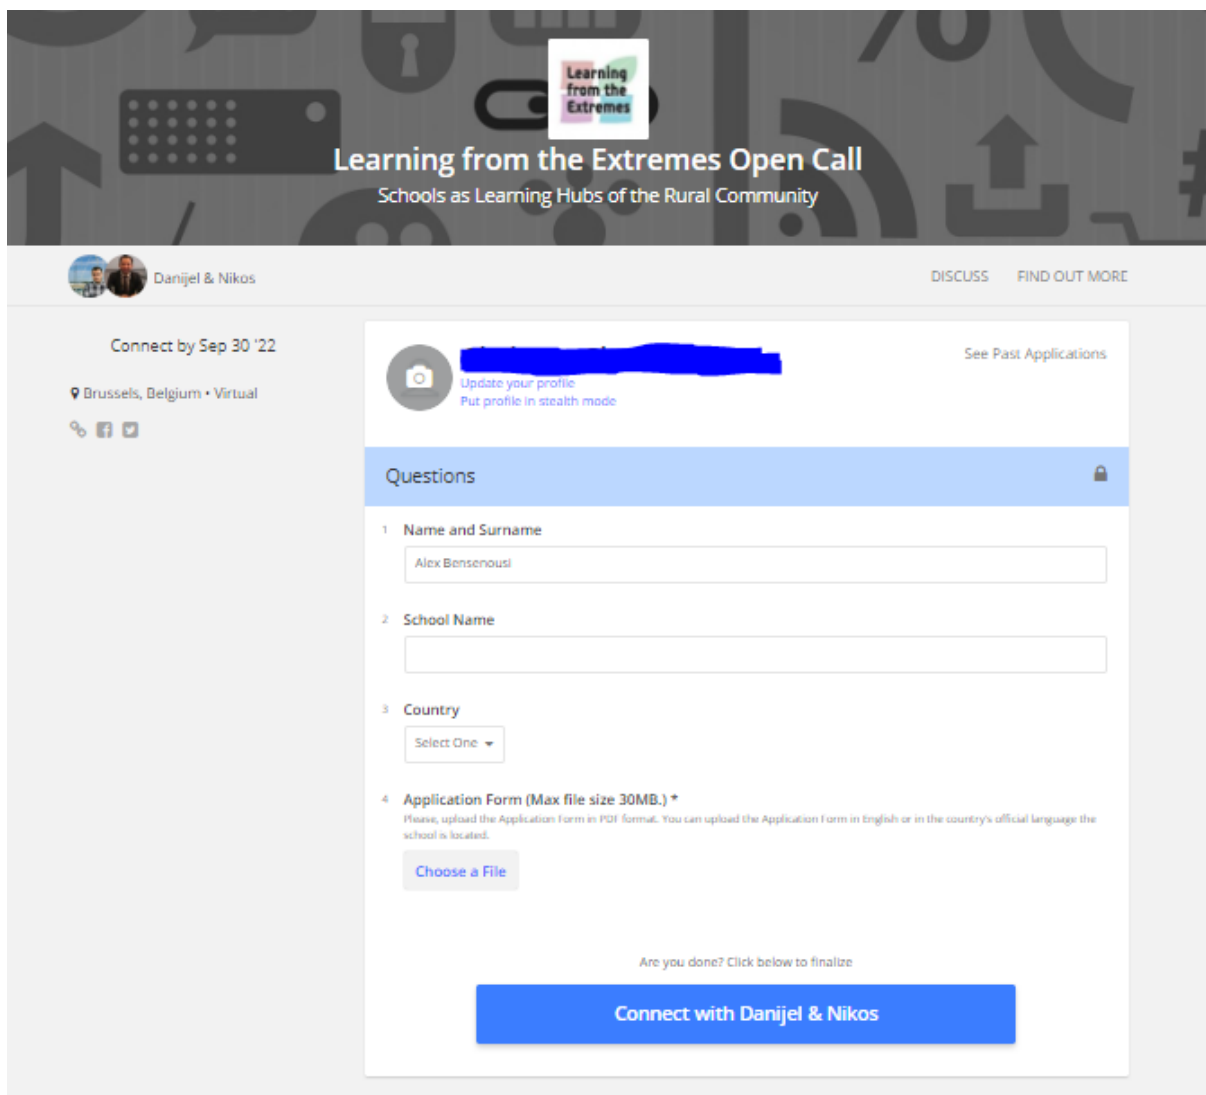 Learning
from the
Extremes
Learning from the Extremes Open Call
Schools as Learning Hubs of the Rural Community
Danijel & Nikos
DISCUSS FIND OUT MORE
Connect by Sep 30 '22
Brussels, Belgium • Virtual
See Past Applications
Update your profile
Put profile in stealth mode
Questions
1 Name and Surname
Alex Bensenousi
2 School Name
3 Country
Select One
4 Application Form (Max file size 30MB.) *
Please, upload the Application Form in PDF format. You can upload the Application Form in English or in the country's official language the
school is located.
Choose a File
Are you done? Click below to finalize
Connect with Danijel & Nikos